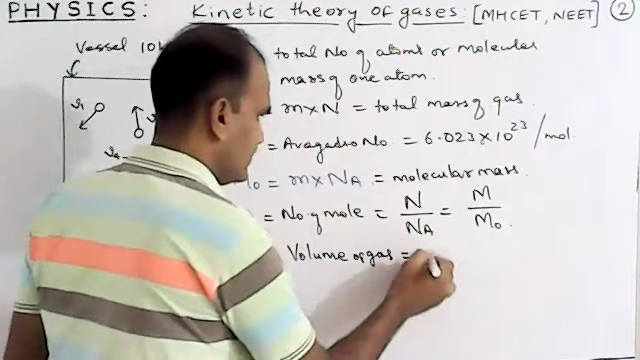 PHYSICS: Kinetic theory of gases: [MHCET, NEET] 2
Vessel total No of atoms or molecular
mass of one atom.
= m×N = total mass of gas.
= Avagadro No. = 6.023×10²³/mol.
= m×NA = molecular mass.
= No of mole = N/NA = M/M₀.
Volume of gas =